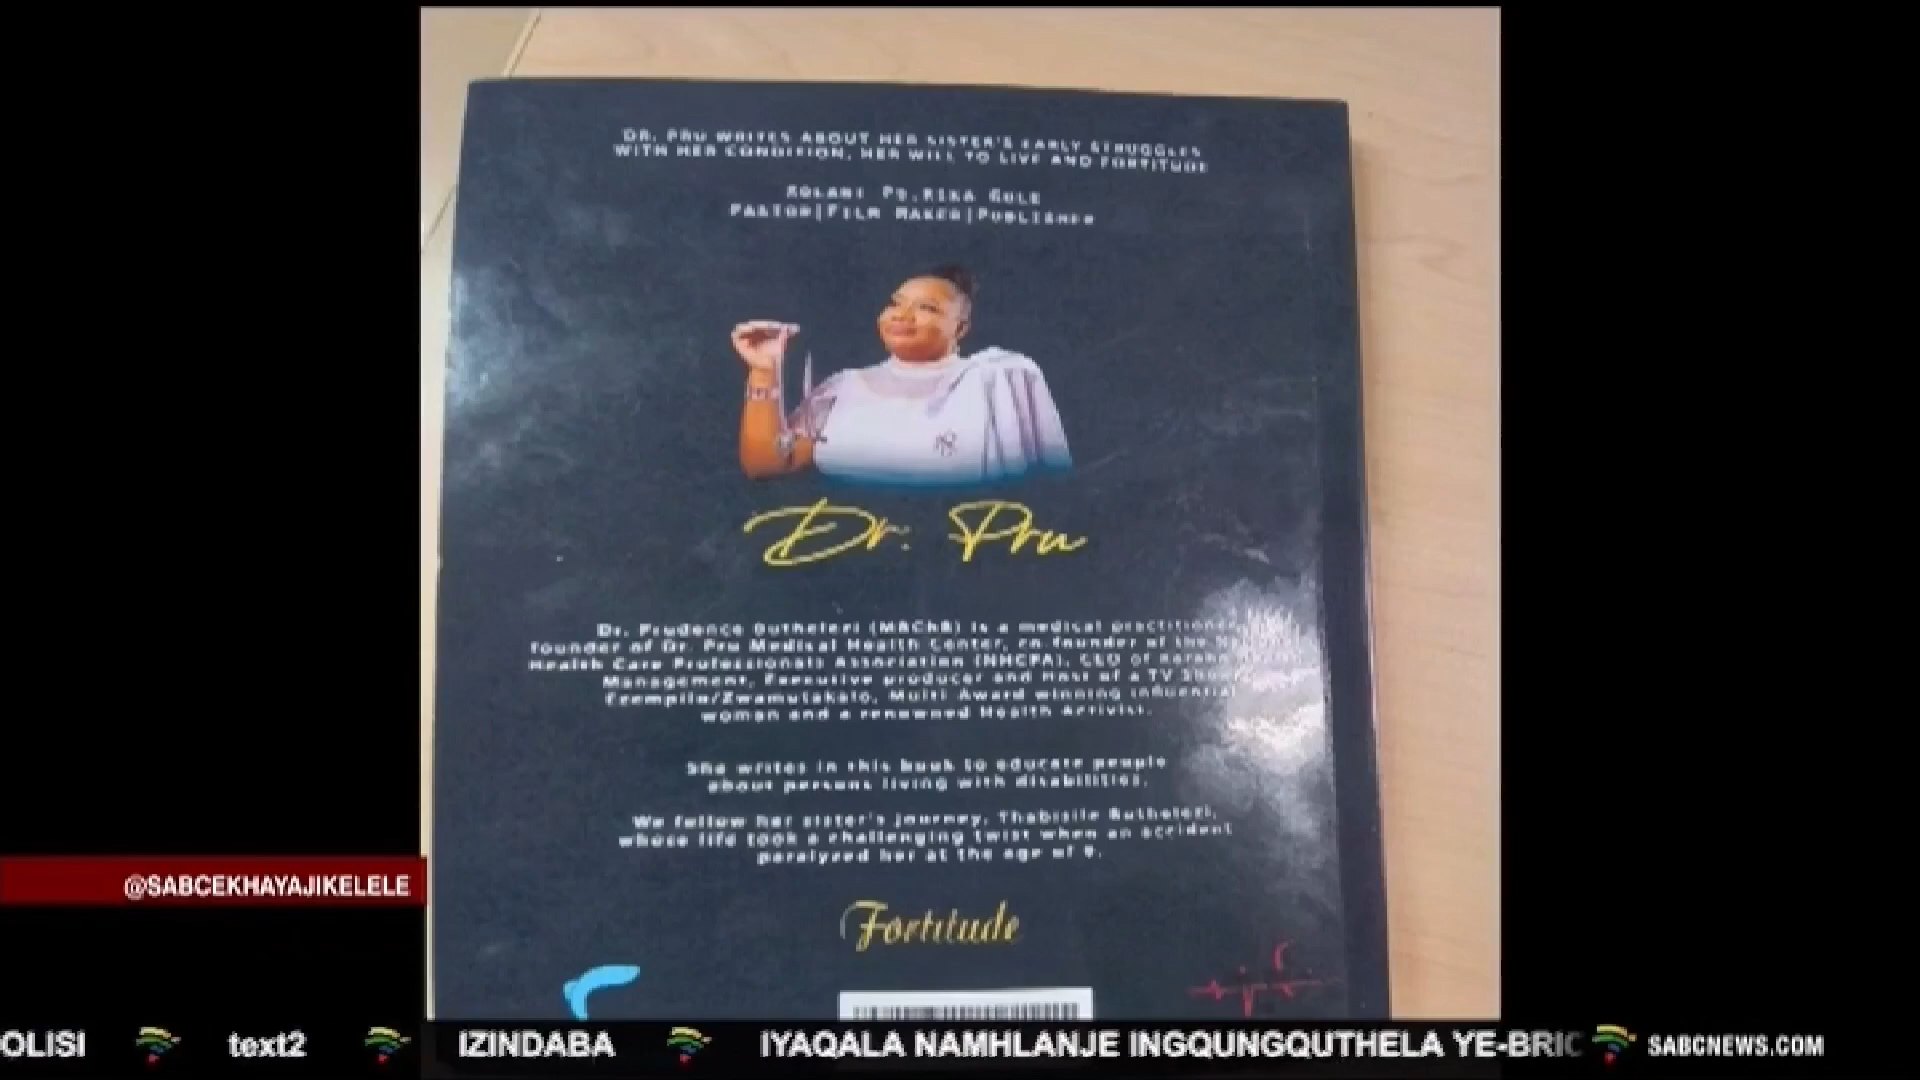 DR. PRU WRITES ABOUT HER SISTER'S EARLY STRUGGLES
WITH HER CONDITION, HER WILL TO LIVE AND FORTITUDE
XOLANI GULE
PASTOR|FILM MAKER|PUBLISHER
Dr. Pru
Dr. Prudence Buthelezi (MBChB) is a medical practitioner,
founder of Dr. Pru Medical Health Center, co founder of the
Health Care Professionals Association (NHCPA), CEO of
Management, Executive producer and Host of a TV Show,
Ezempilo/Zwamutakalo, Multi Award winning influential
woman and a renowned Health Activist.
She writes in this book to educate people
about persons living with disabilities.
We follow her sister's journey, Thabisile Buthelezi,
whose life took a challenging twist when an accident
paralyzed her at the age of 9.
Fortitude
@SABCEKHAYAJIKELELE
OLISI text2 IZINDABA IYAQALA NAMHLANJE INGQUNGQUTHELA YE-BRIC SABCNEWS.COM